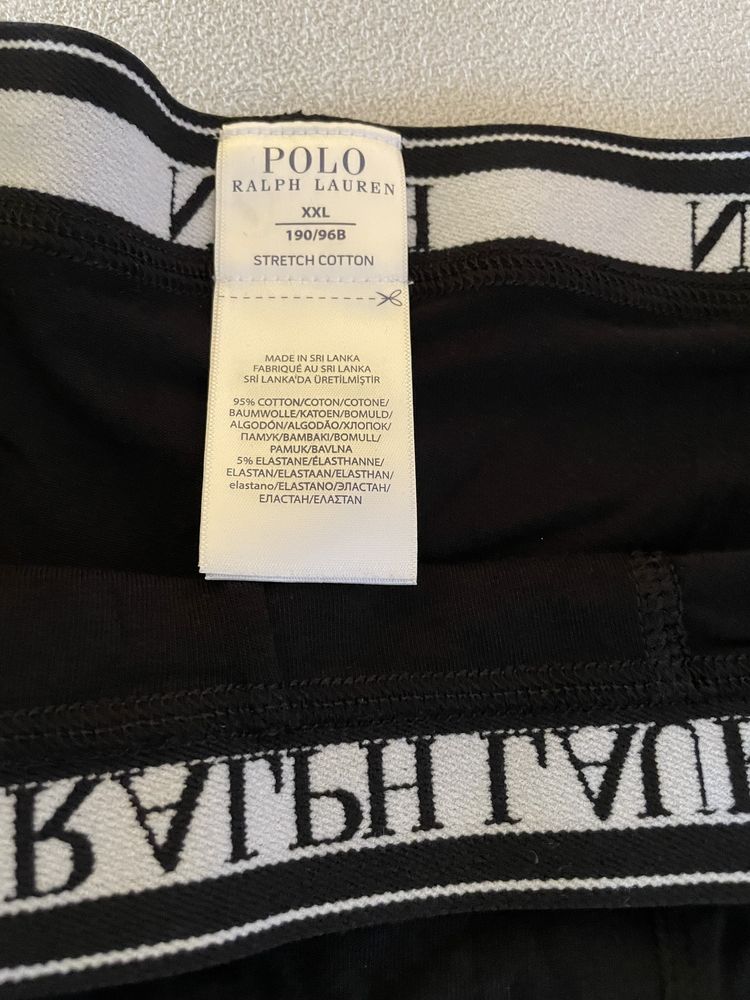 POLO
RALPH LAUREN
XXL
190/96B
STRETCH COTTON
MADE IN SRI LANKA
FABRIQUÉ AU SRI LANKA
SRİ LANKA'DA ÜRETİLMİŞTİR
95% COTTON/COTON/COTONE/
BAUMWOLLE/KATOEN/BOMULD/
ALGODÓN/ALGODÃO/ХЛОПОК/
ПАМУК/ΒΑΜΒΑΚΙ/BOMULL/
PAMUK/BAVLNA
5% ELASTANE/ÉLASTHANNE/
ELASTAN/ELASTAAN/ELASTHAN/
elastano/ELASTANO/ЭЛАСТАН/
ЕЛАСТАН/ΕΛΑΣΤΑΝ
RALPH LAUR